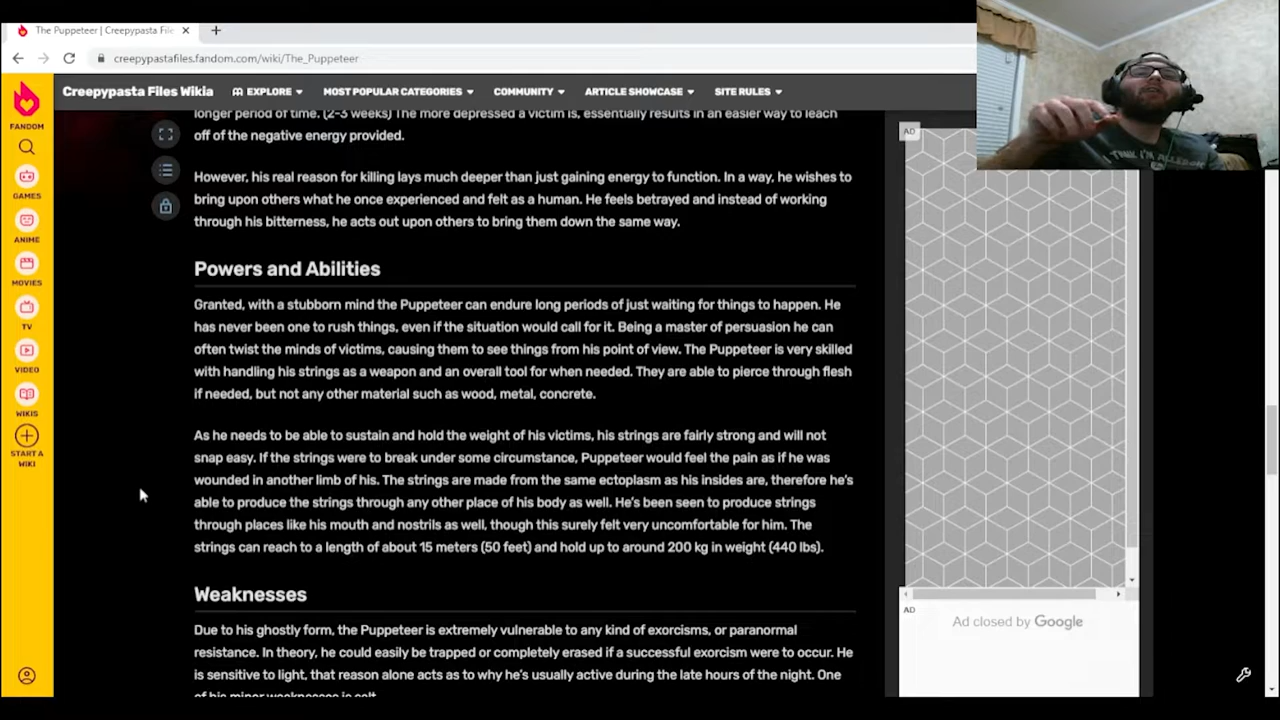 The Puppeteer | Creepypasta File
creepypastafiles.fandom.com/wiki/The_Puppeteer
Creepypasta Files Wikia
EXPLORE
MOST POPULAR CATEGORIES
COMMUNITY
ARTICLE SHOWCASE
SITE RULES
FANDOM
GAMES
ANIME
MOVIES
TV
VIDEO
WIKIS
START A
WIKI
longer period of time. (2-3 weeks) The more depressed a victim is, essentially results in an easier way to leach
off of the negative energy provided.
However, his real reason for killing lays much deeper than just gaining energy to function. In a way, he wishes to
bring upon others what he once experienced and felt as a human. He feels betrayed and instead of working
through his bitterness, he acts out upon others to bring them down the same way.
Powers and Abilities
Granted, with a stubborn mind the Puppeteer can endure long periods of just waiting for things to happen. He
has never been one to rush things, even if the situation would call for it. Being a master of persuasion he can
often twist the minds of victims, causing them to see things from his point of view. The Puppeteer is very skilled
with handling his strings as a weapon and an overall tool for when needed. They are able to pierce through flesh
if needed, but not any other material such as wood, metal, concrete.
As he needs to be able to sustain and hold the weight of his victims, his strings are fairly strong and will not
snap easy. If the strings were to break under some circumstance, Puppeteer would feel the pain as if he was
wounded in another limb of his. The strings are made from the same ectoplasm as his insides are, therefore he's
able to produce the strings through any other place of his body as well. He's been seen to produce strings
through places like his mouth and nostrils as well, though this surely felt very uncomfortable for him. The
strings can reach to a length of about 15 meters (50 feet) and hold up to around 200 kg in weight (440 lbs).
Weaknesses
Due to his ghostly form, the Puppeteer is extremely vulnerable to any kind of exorcisms, or paranormal
resistance. In theory, he could easily be trapped or completely erased if a successful exorcism were to occur. He
is sensitive to light, that reason alone acts as to why he's usually active during the late hours of the night. One
of his minor weaknesses is salt.
AD
AD
Ad closed by Google
I THINK I'M ALLERGIC